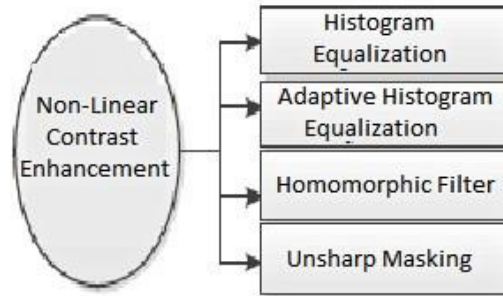 Non-Linear
Contrast
Enhancement
Histogram
Equalization
Adaptive Histogram
Equalization
Homomorphic Filter
Unsharp Masking